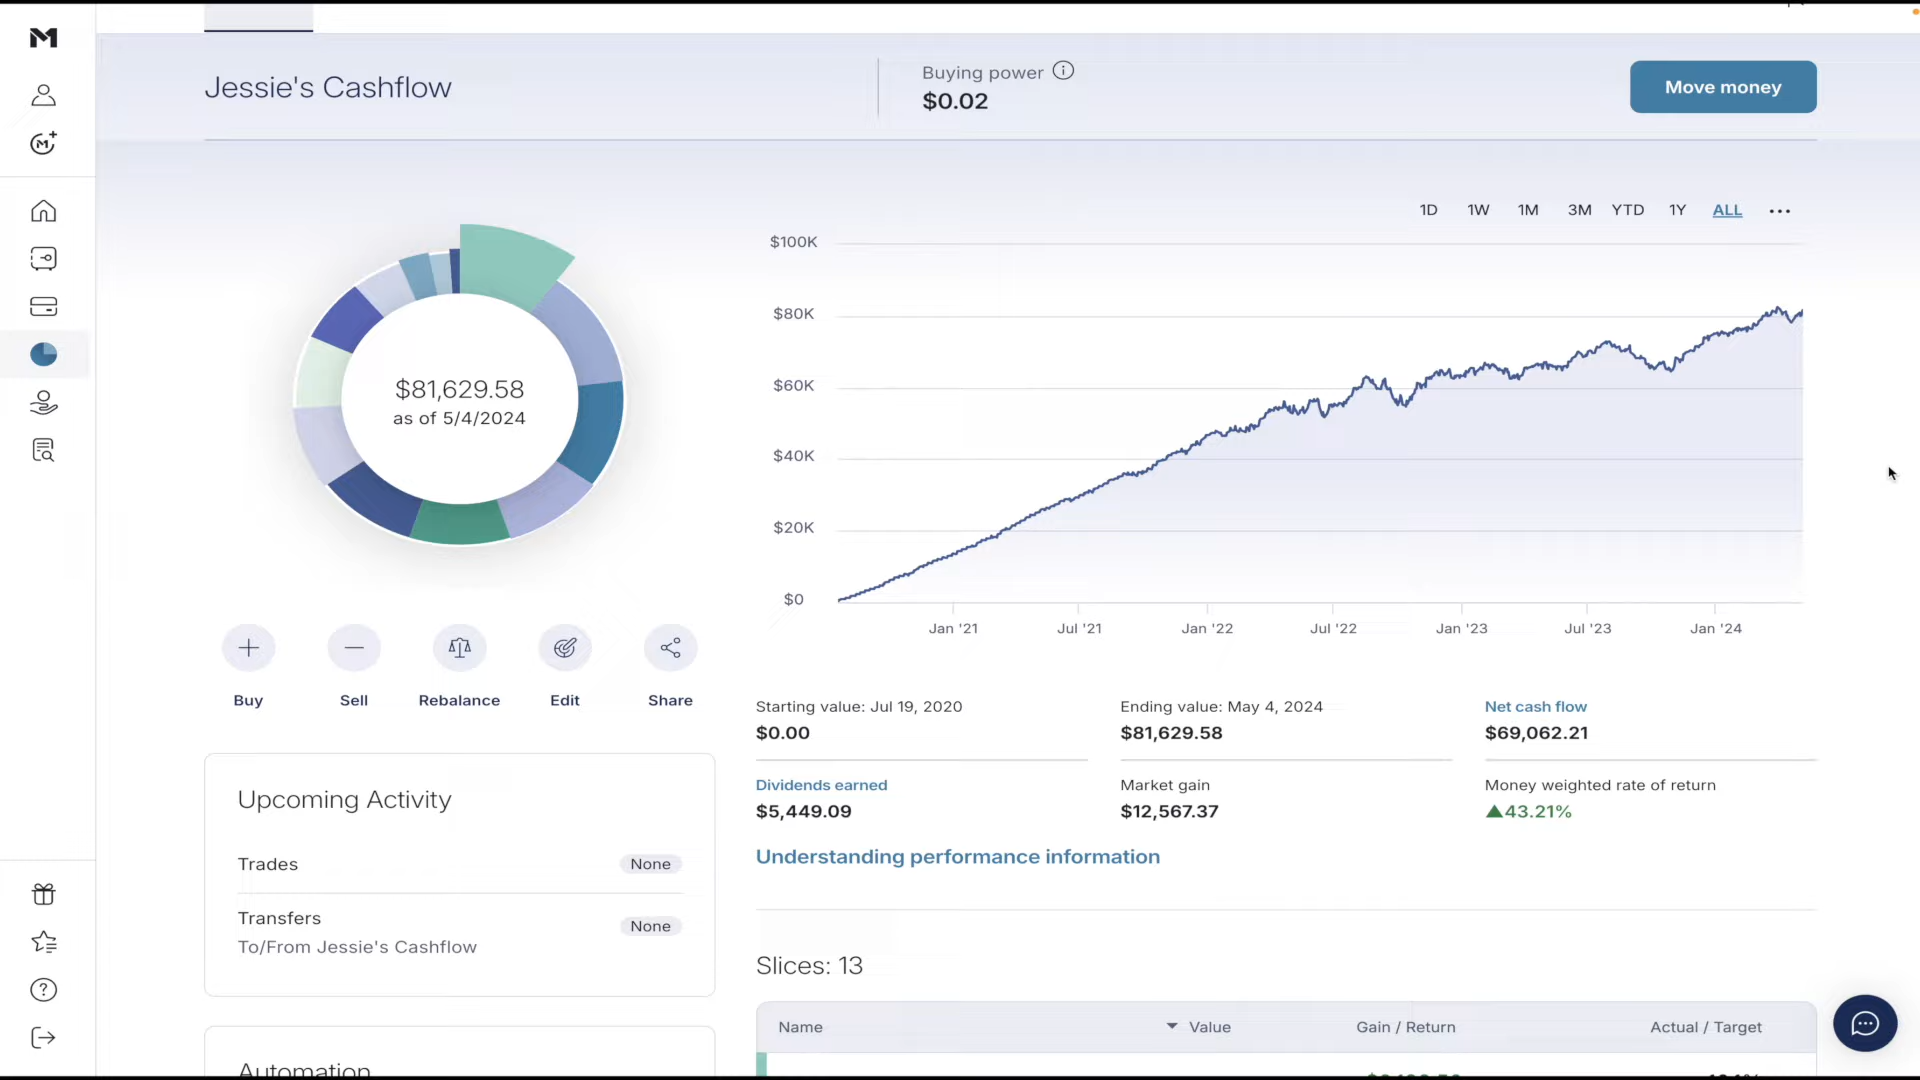 Jessie's Cashflow
Buying power
$0.02
Move money
1D 1W 1M 3M YTD 1Y ALL
$100K
$80K
$60K
$40K
$20K
$0
Jan '21 Jul '21 Jan '22 Jul '22 Jan '23 Jul '23 Jan '24
$81,629.58
as of 5/4/2024
Buy Sell Rebalance Edit Share
Starting value: Jul 19, 2020
$0.00
Ending value: May 4, 2024
$81,629.58
Net cash flow
$69,062.21
Dividends earned
$5,449.09
Market gain
$12,567.37
Money weighted rate of return
43.21%
Understanding performance information
Upcoming Activity
Trades None
Transfers None
To/From Jessie's Cashflow
Automation
Slices: 13
Name Value Gain / Return Actual / Target